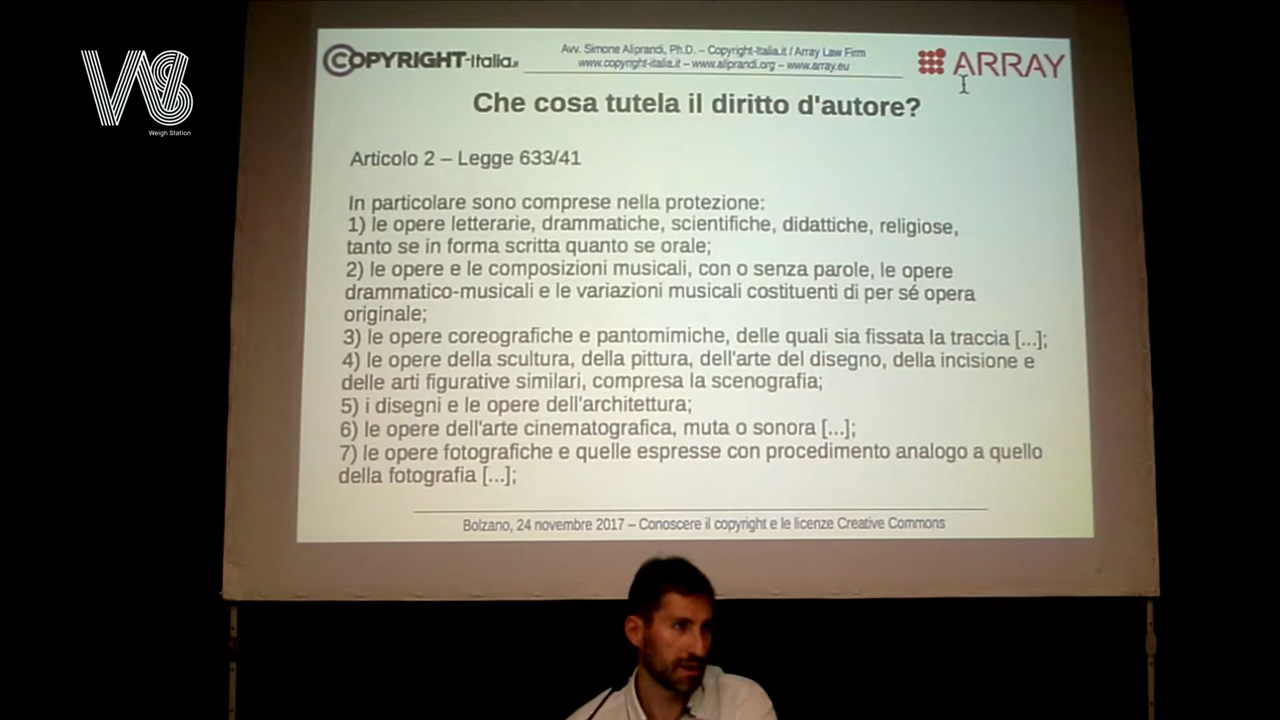 WS
Weigh Station
COPYRIGHT-Italia.it
Avv. Simone Aliprandi, Ph.D. – Copyright-Italia.it / Array Law Firm
www.copyright-italia.it – www.aliprandi.org – www.array.eu
ARRAY
Che cosa tutela il diritto d'autore?
Articolo 2 – Legge 633/41
In particolare sono comprese nella protezione:
1) le opere letterarie, drammatiche, scientifiche, didattiche, religiose,
tanto se in forma scritta quanto se orale;
2) le opere e le composizioni musicali, con o senza parole, le opere
drammatico-musicali e le variazioni musicali costituenti di per sé opera
originale;
3) le opere coreografiche e pantomimiche, delle quali sia fissata la traccia [...];
4) le opere della scultura, della pittura, dell'arte del disegno, della incisione e
delle arti figurative similari, compresa la scenografia;
5) i disegni e le opere dell'architettura;
6) le opere dell'arte cinematografica, muta o sonora [...];
7) le opere fotografiche e quelle espresse con procedimento analogo a quello
della fotografia [...];
Bolzano, 24 novembre 2017 – Conoscere il copyright e le licenze Creative Commons